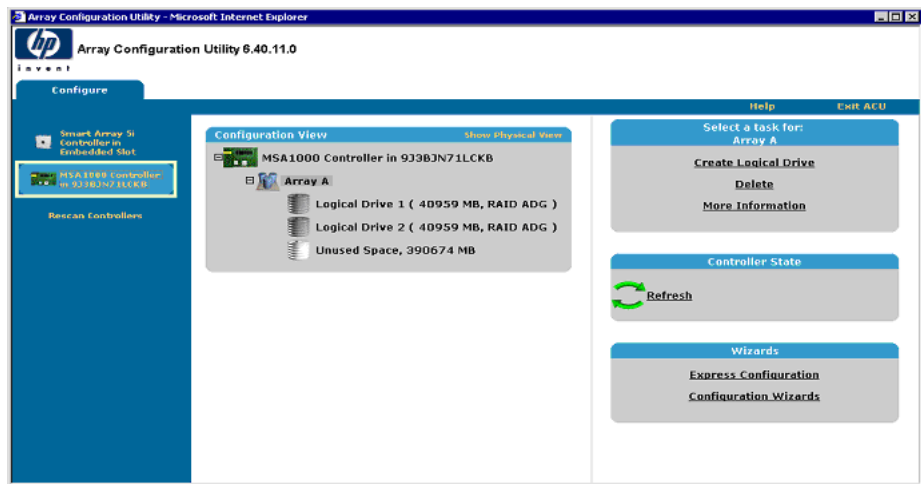 Array Configuration Utility - Microsoft Internet Explorer
hp
invent
Array Configuration Utility 6.40.11.0
Configure
Help
Exit ACU
Smart Array 5i
Controller in
Embedded Slot
MSA1000 Controller
in 9J3BJN71LCKB
Rescan Controllers
Configuration View
Show Physical View
MSA1000 Controller in 9J3BJN71LCKB
Array A
Logical Drive 1 ( 40959 MB, RAID ADG )
Logical Drive 2 ( 40959 MB, RAID ADG )
Unused Space, 390674 MB
Select a task for:
Array A
Create Logical Drive
Delete
More Information
Controller State
Refresh
Wizards
Express Configuration
Configuration Wizards